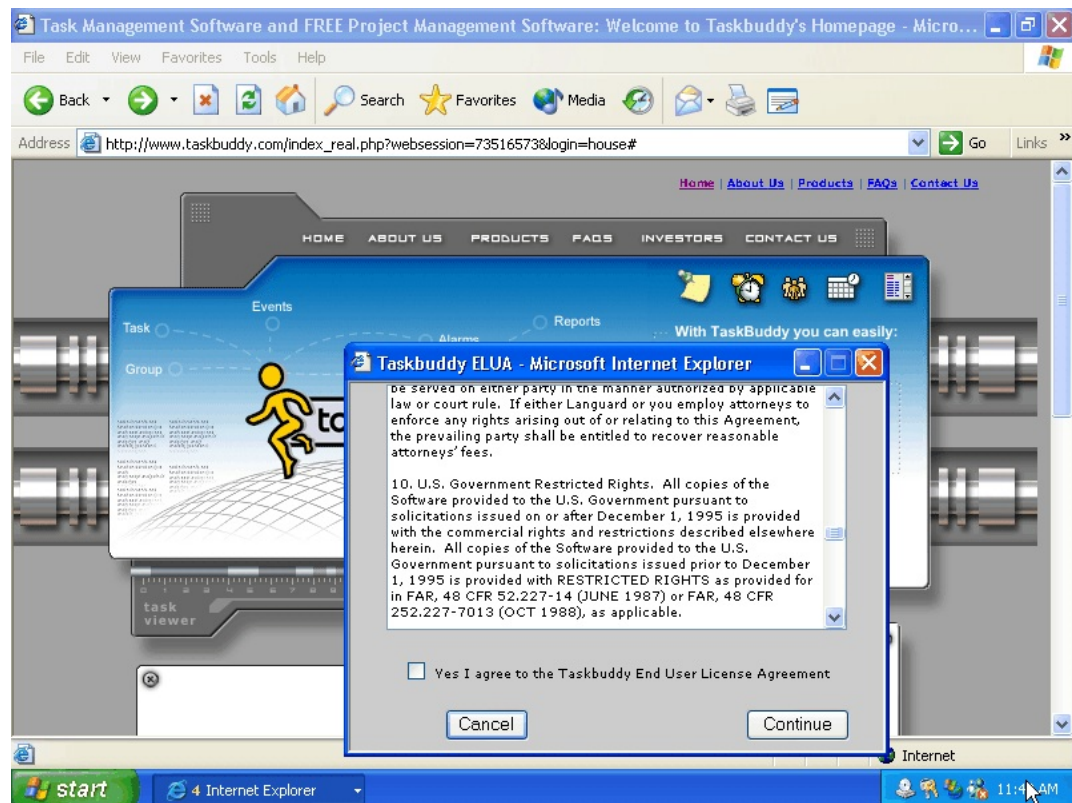 Task Management Software and FREE Project Management Software: Welcome to Taskbuddy's Homepage - Micro...
File Edit View Favorites Tools Help
Back Search Favorites Media
Address http://www.taskbuddy.com/index_real.php?websession=73516573&login=house# Go Links »
Home | About Us | Products | FAQs | Contact Us
HOME ABOUT US PRODUCTS FAQS INVESTORS CONTACT US
Events
Task
Alarms
Reports
With TaskBuddy you can easily:
Group
Taskbuddy ELUA - Microsoft Internet Explorer
be served on either party in the manner authorized by applicable
law or court rule. If either Languard or you employ attorneys to
enforce any rights arising out of or relating to this Agreement,
the prevailing party shall be entitled to recover reasonable
attorneys' fees.
10. U.S. Government Restricted Rights. All copies of the
Software provided to the U.S. Government pursuant to
solicitations issued on or after December 1, 1995 is provided
with the commercial rights and restrictions described elsewhere
herein. All copies of the Software provided to the U.S.
Government pursuant to solicitations issued prior to December
1, 1995 is provided with RESTRICTED RIGHTS as provided for
in FAR, 48 CFR 52.227-14 (JUNE 1987) or FAR, 48 CFR
252.227-7013 (OCT 1988), as applicable.
Yes I agree to the Taskbuddy End User License Agreement
Cancel Continue
task
viewer
Internet
start 4 Internet Explorer AM